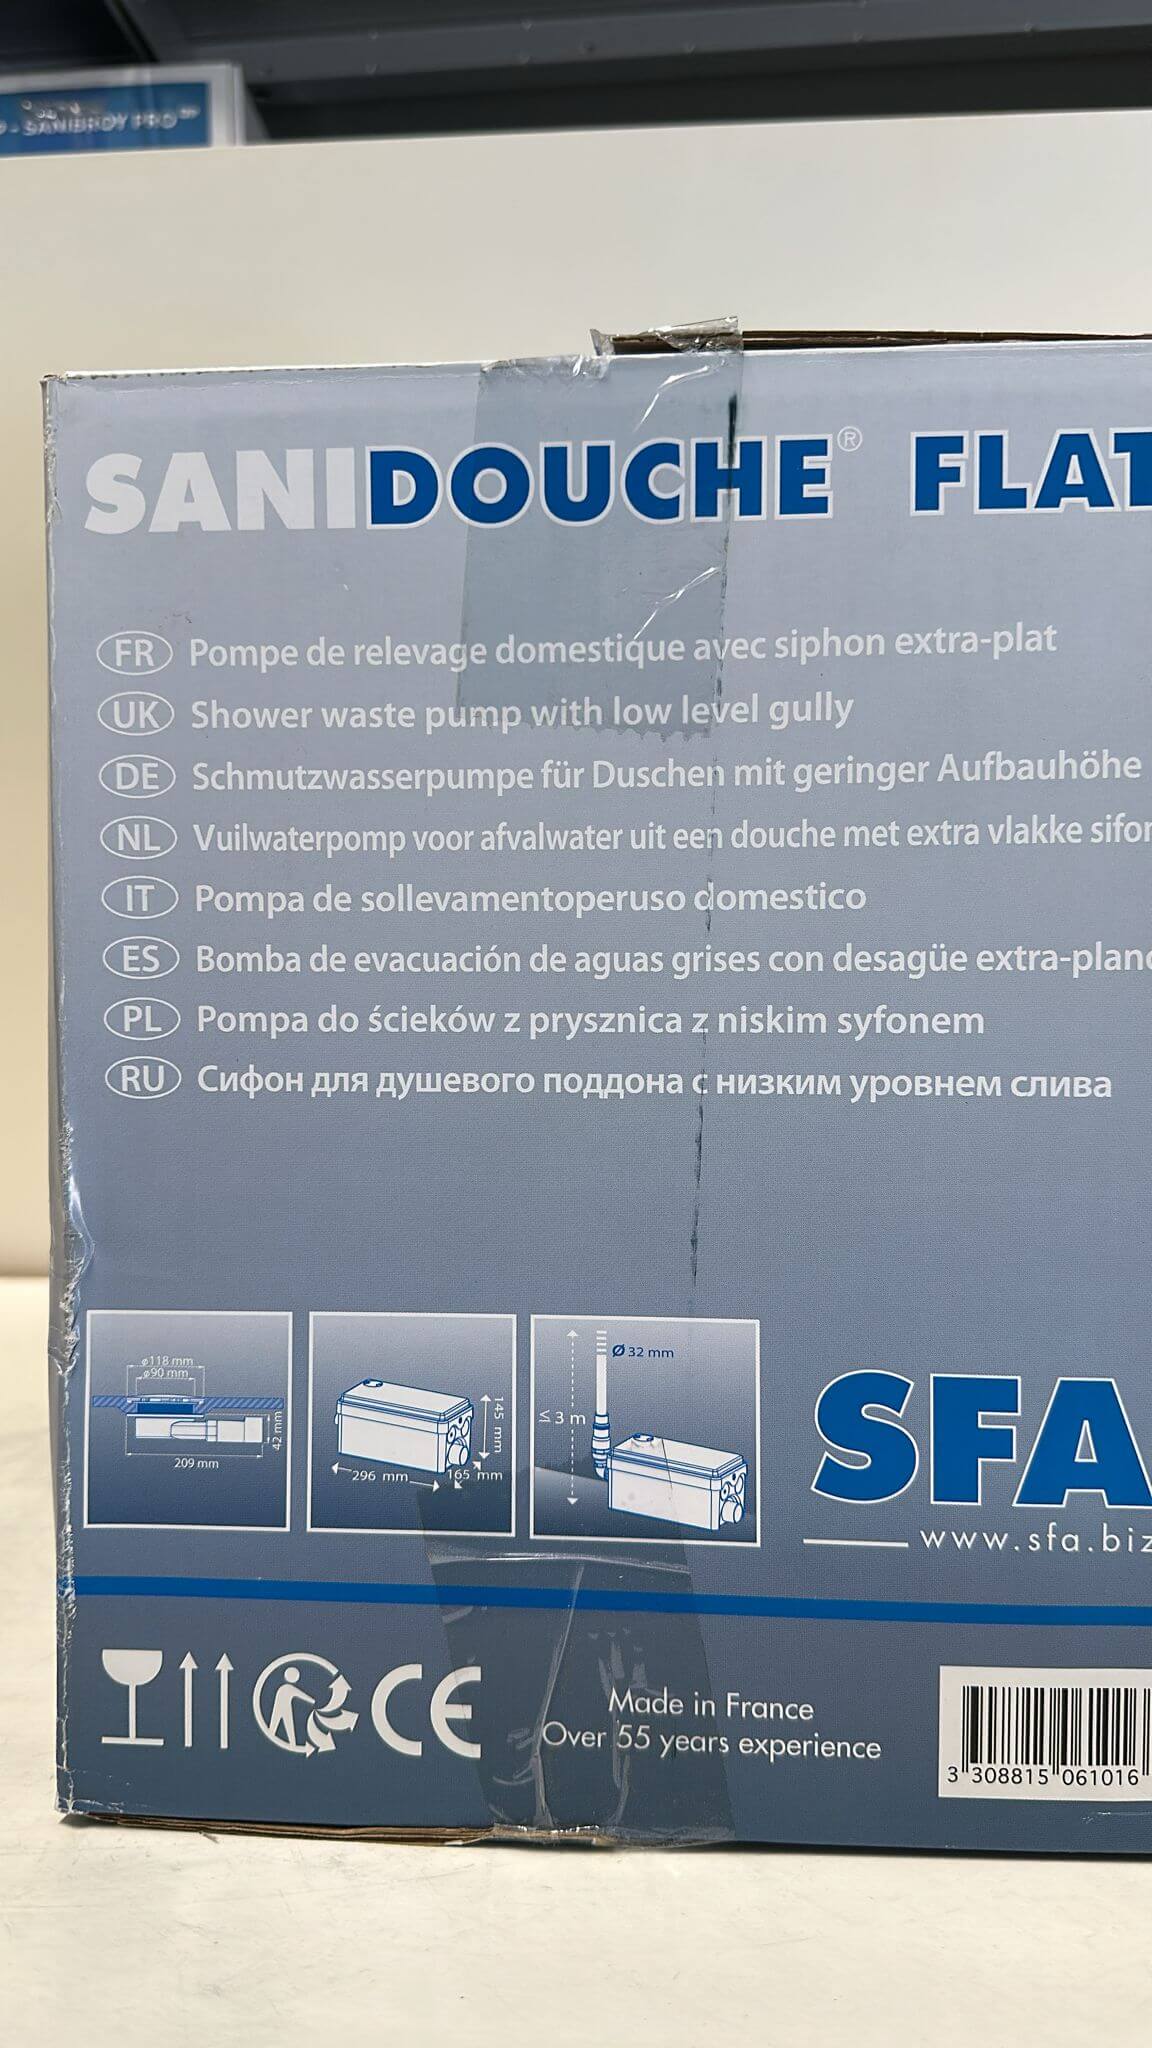 SANIBROY PRO
SANIDOUCHE® FLAT
FR Pompe de relevage domestique avec siphon extra-plat
UK Shower waste pump with low level gully
DE Schmutzwasserpumpe für Duschen mit geringer Aufbauhöhe
NL Vuilwaterpomp voor afvalwater uit een douche met extra vlakke sifon
IT Pompa de sollevamentoperuso domestico
ES Bomba de evacuación de aguas grises con desagüe extra-plano
PL Pompa do ścieków z prysznica z niskim syfonem
RU Сифон для душевого поддона с низким уровнем слива
ø118 mm
ø90 mm
42 mm
209 mm
145 mm
296 mm
165 mm
Ø 32 mm
≤ 3 m
SFA
www.sfa.biz
CE
Made in France
Over 55 years experience
3 308815 061016